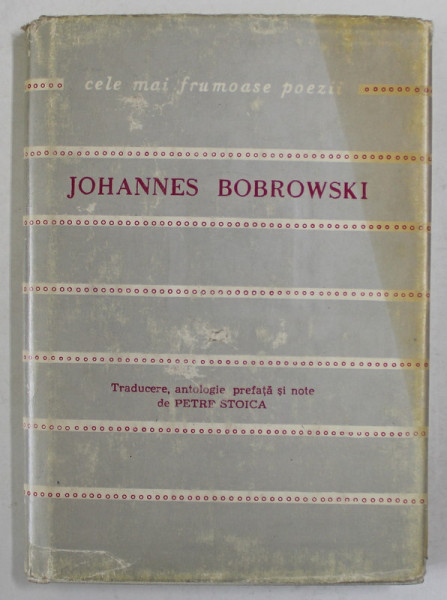 cele mai frumoase poezii
JOHANNES BOBROWSKI
Traducere, antologie prefață și note
de PETRE STOICA